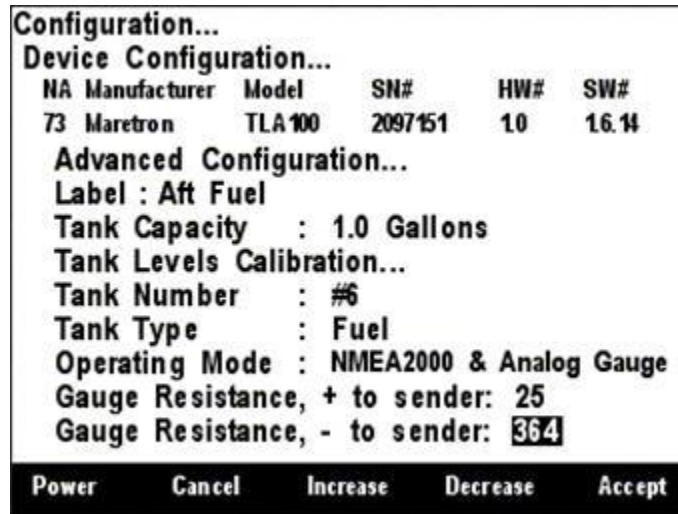 Configuration...
Device Configuration...
NA Manufacturer Model SN# HW# SW#
73 Maretron TLA100 2097151 1.0 1.6.14
Advanced Configuration...
Label : Aft Fuel
Tank Capacity : 1.0 Gallons
Tank Levels Calibration...
Tank Number : #6
Tank Type : Fuel
Operating Mode : NMEA2000 & Analog Gauge
Gauge Resistance, + to sender: 25
Gauge Resistance, - to sender: 364
Power Cancel Increase Decrease Accept